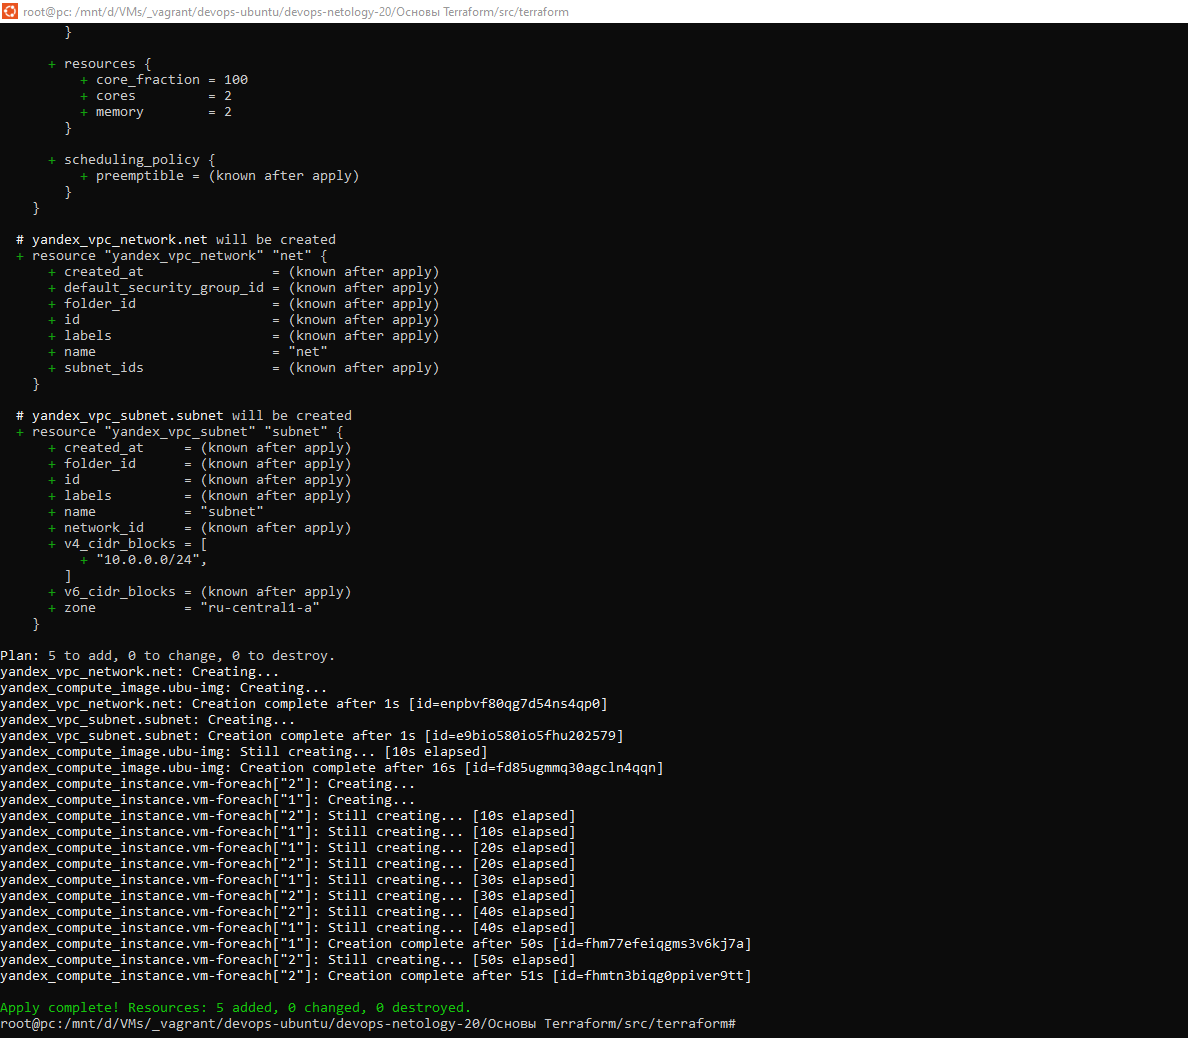 root@pc: /mnt/d/VMs/_vagrant/devops-ubuntu/devops-netology-20/Основы Terraform/src/terraform
        }

      + resources {
          + core_fraction = 100
          + cores         = 2
          + memory        = 2
        }

      + scheduling_policy {
          + preemptible = (known after apply)
        }
    }

  # yandex_vpc_network.net will be created
  + resource "yandex_vpc_network" "net" {
      + created_at                = (known after apply)
      + default_security_group_id = (known after apply)
      + folder_id                 = (known after apply)
      + id                        = (known after apply)
      + labels                    = (known after apply)
      + name                      = "net"
      + subnet_ids                = (known after apply)
    }

  # yandex_vpc_subnet.subnet will be created
  + resource "yandex_vpc_subnet" "subnet" {
      + created_at     = (known after apply)
      + folder_id      = (known after apply)
      + id             = (known after apply)
      + labels         = (known after apply)
      + name           = "subnet"
      + network_id     = (known after apply)
      + v4_cidr_blocks = [
          + "10.0.0.0/24",
        ]
      + v6_cidr_blocks = (known after apply)
      + zone           = "ru-central1-a"
    }

Plan: 5 to add, 0 to change, 0 to destroy.
yandex_vpc_network.net: Creating...
yandex_compute_image.ubu-img: Creating...
yandex_vpc_network.net: Creation complete after 1s [id=enpbvf80qg7d54ns4qp0]
yandex_vpc_subnet.subnet: Creating...
yandex_vpc_subnet.subnet: Creation complete after 1s [id=e9bio580io5fhu202579]
yandex_compute_image.ubu-img: Still creating... [10s elapsed]
yandex_compute_image.ubu-img: Creation complete after 16s [id=fd85ugmmq30agcln4qqn]
yandex_compute_instance.vm-foreach["2"]: Creating...
yandex_compute_instance.vm-foreach["1"]: Creating...
yandex_compute_instance.vm-foreach["2"]: Still creating... [10s elapsed]
yandex_compute_instance.vm-foreach["1"]: Still creating... [10s elapsed]
yandex_compute_instance.vm-foreach["1"]: Still creating... [20s elapsed]
yandex_compute_instance.vm-foreach["2"]: Still creating... [20s elapsed]
yandex_compute_instance.vm-foreach["1"]: Still creating... [30s elapsed]
yandex_compute_instance.vm-foreach["2"]: Still creating... [30s elapsed]
yandex_compute_instance.vm-foreach["2"]: Still creating... [40s elapsed]
yandex_compute_instance.vm-foreach["1"]: Still creating... [40s elapsed]
yandex_compute_instance.vm-foreach["1"]: Creation complete after 50s [id=fhm77efeiqgms3v6kj7a]
yandex_compute_instance.vm-foreach["2"]: Still creating... [50s elapsed]
yandex_compute_instance.vm-foreach["2"]: Creation complete after 51s [id=fhmtn3biqg0ppiver9tt]

Apply complete! Resources: 5 added, 0 changed, 0 destroyed.
root@pc:/mnt/d/VMs/_vagrant/devops-ubuntu/devops-netology-20/Основы Terraform/src/terraform#